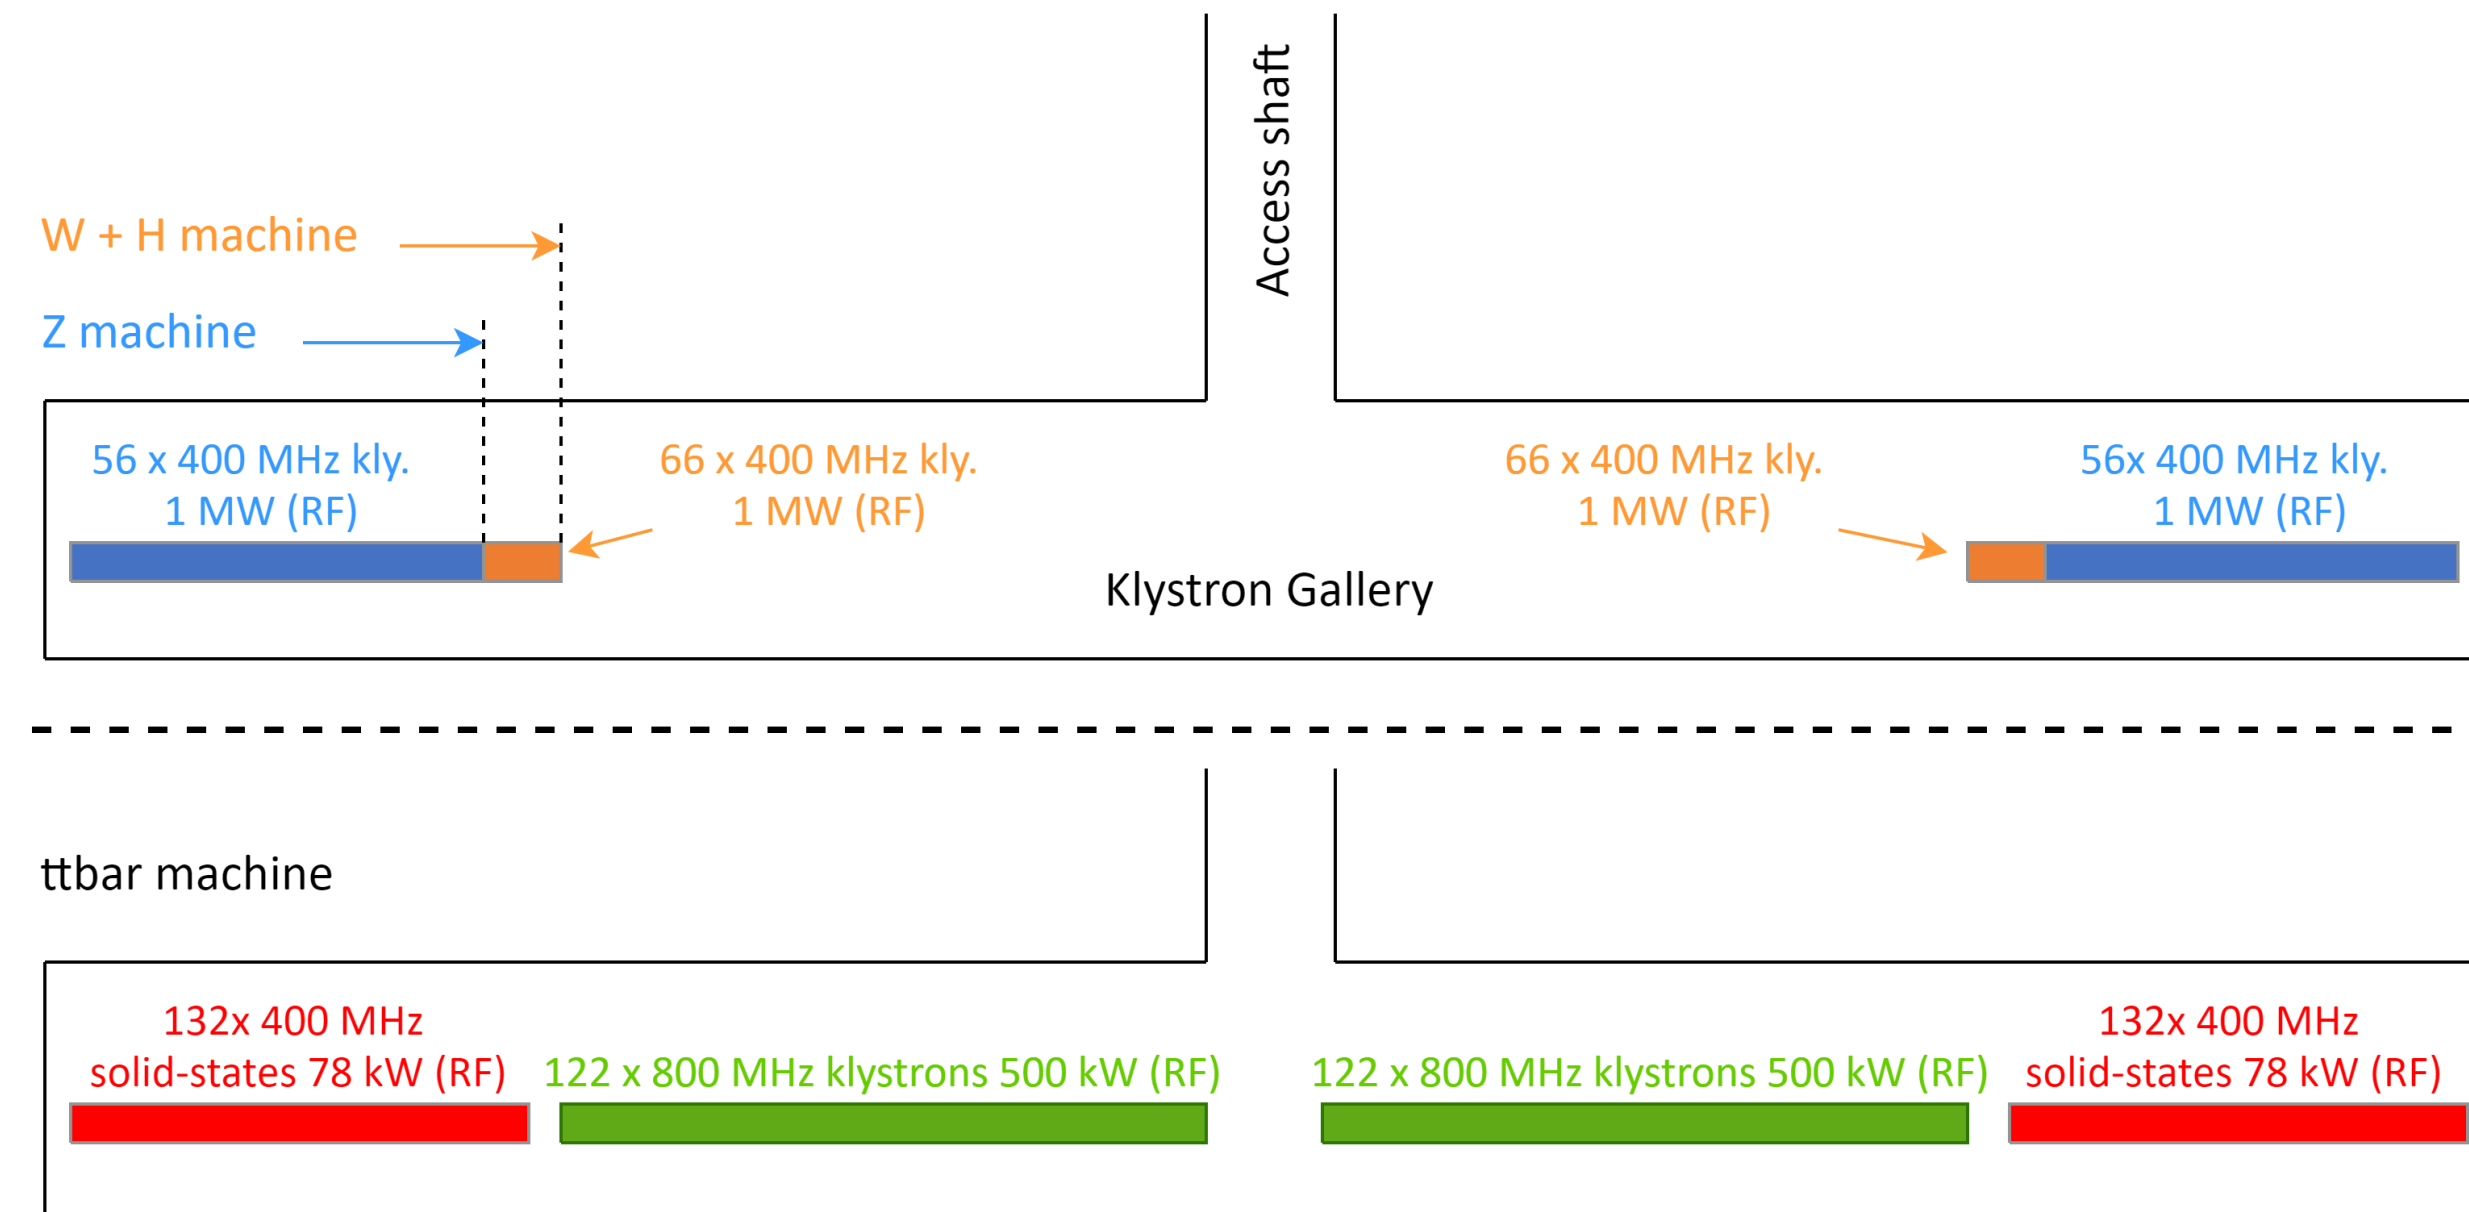 Access shaft
W + H machine
Z machine
56 x 400 MHz kly.
1 MW (RF)
66 x 400 MHz kly.
1 MW (RF)
66 x 400 MHz kly.
1 MW (RF)
56x 400 MHz kly.
1 MW (RF)
Klystron Gallery
ttbar machine
132x 400 MHz
solid-states 78 kW (RF)
122 x 800 MHz klystrons 500 kW (RF)
122 x 800 MHz klystrons 500 kW (RF)
132x 400 MHz
solid-states 78 kW (RF)